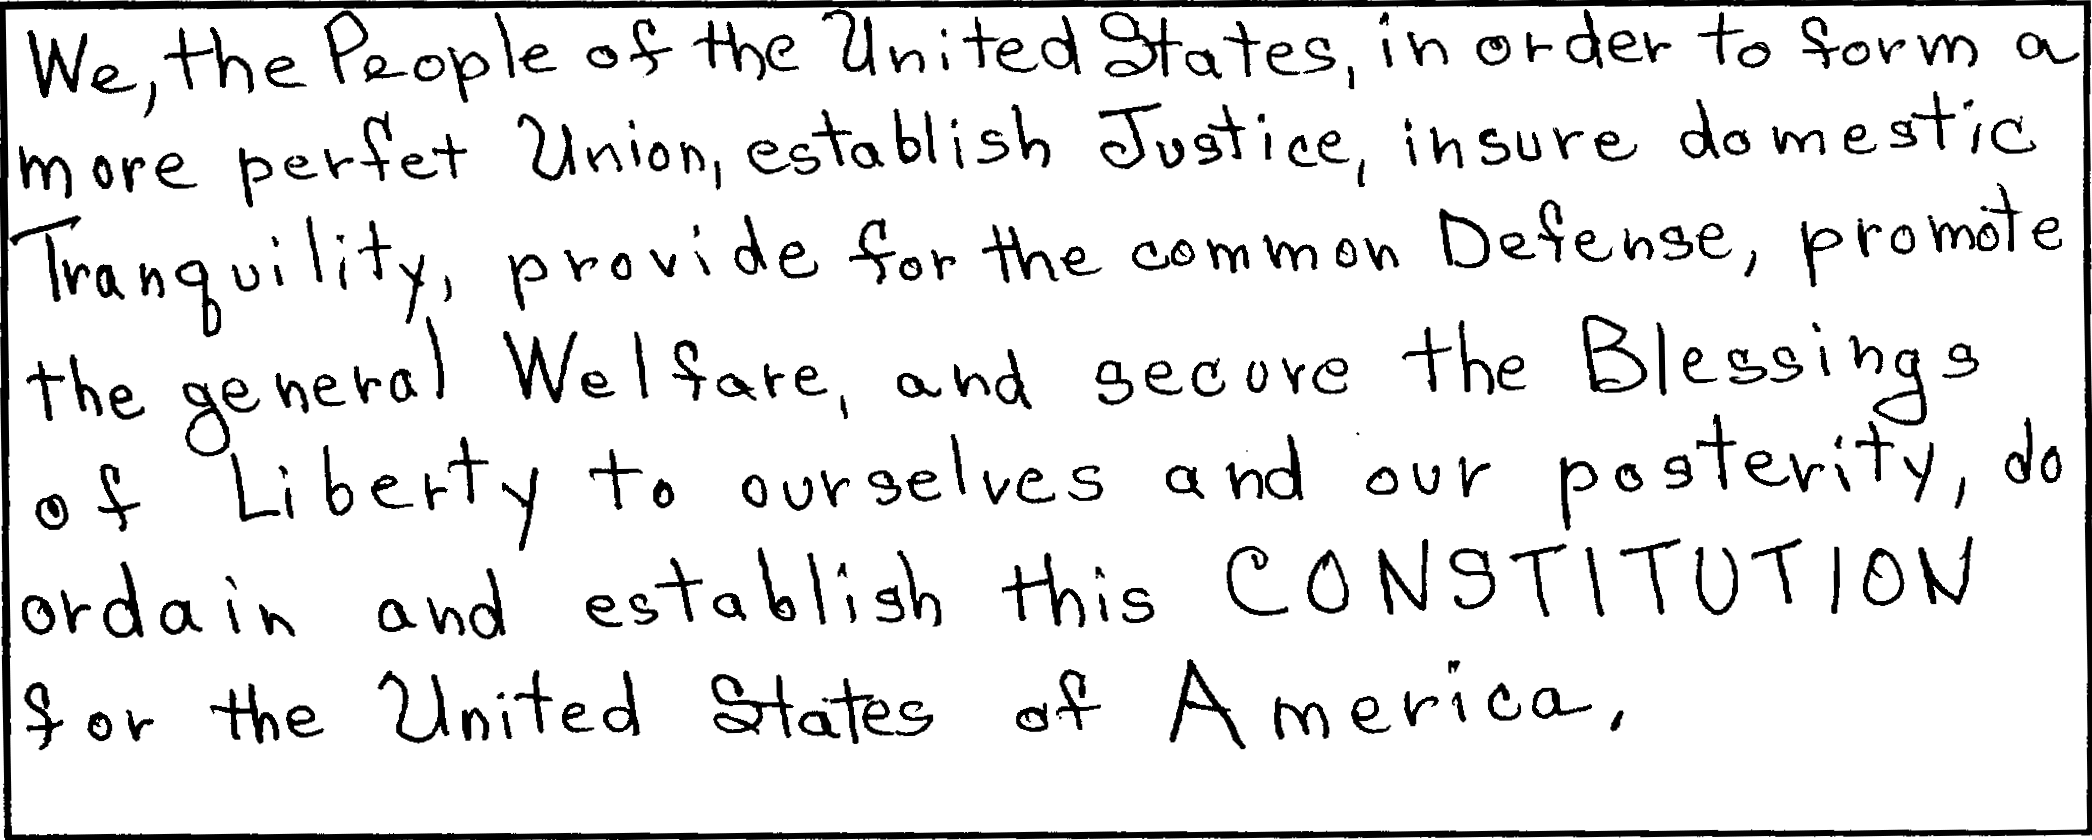 We, the People of the United States, in order to form a
more perfet Union, establish Justice, insure domestic
Tranquility, provide for the common Defense, promote
the general Welfare, and secure the Blessings
of Liberty to ourselves and our posterity, do
ordain and establish this CONSTITUTION
for the United States of America.